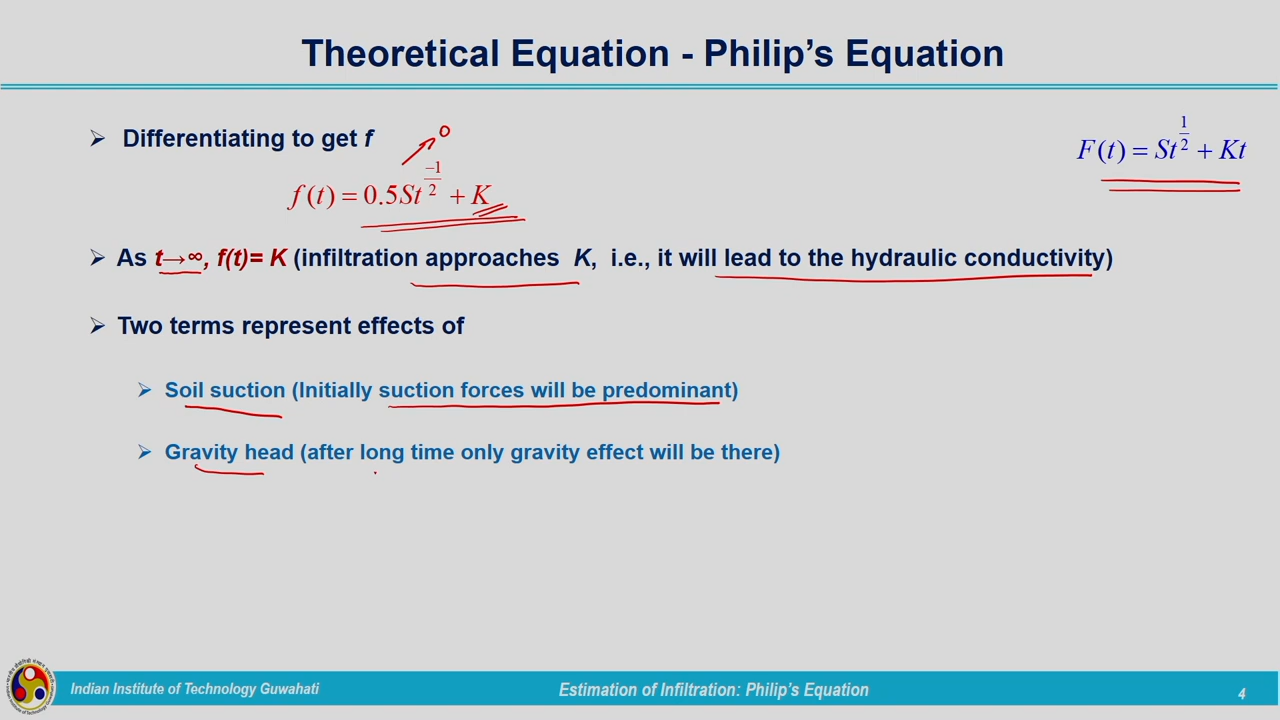 Theoretical Equation - Philip's Equation
➢ Differentiating to get f
0
f(t) = 0.5St^(-1/2) + K
F(t) = St^(1/2) + Kt
➢ As t→∞, f(t)= K (infiltration approaches K, i.e., it will lead to the hydraulic conductivity)
➢ Two terms represent effects of
➢ Soil suction (Initially suction forces will be predominant)
➢ Gravity head (after long time only gravity effect will be there)
Indian Institute of Technology Guwahati
Estimation of Infiltration: Philip's Equation
4